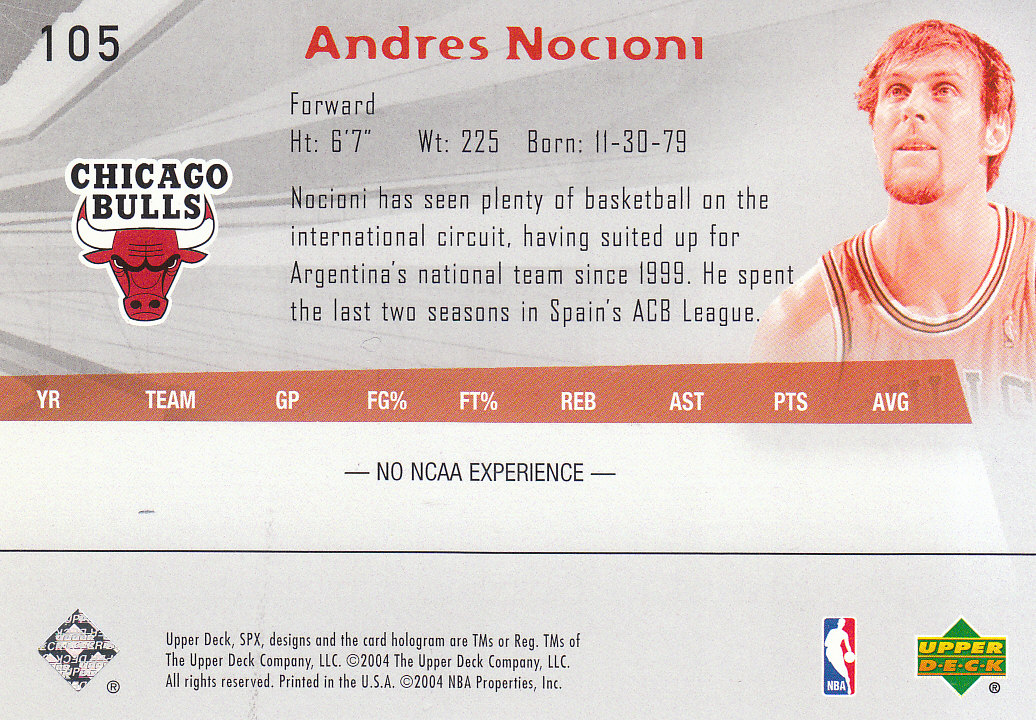 105
Andres Nocioni
Forward
Ht: 6'7" Wt: 225 Born: 11-30-79
CHICAGO
BULLS
Nocioni has seen plenty of basketball on the
international circuit, having suited up for
Argentina's national team since 1999. He spent
the last two seasons in Spain's ACB League.
YR TEAM GP FG% FT% REB AST PTS AVG
— NO NCAA EXPERIENCE —
Upper Deck, SPX, designs and the card hologram are TMs or Reg. TMs of
The Upper Deck Company, LLC. ©2004 The Upper Deck Company, LLC.
All rights reserved. Printed in the U.S.A. ©2004 NBA Properties, Inc.
®
NBA
UPPER
D·E·C·K
®